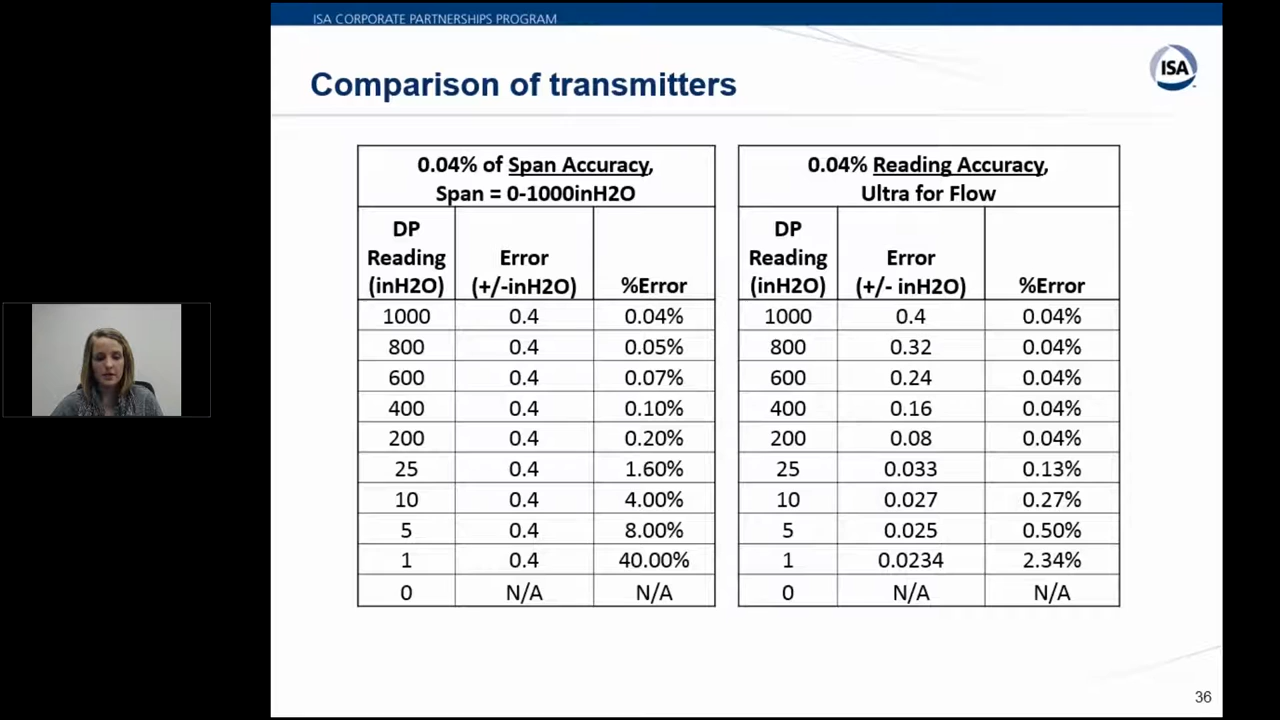 ISA CORPORATE PARTNERSHIPS PROGRAM
ISA
Comparison of transmitters
0.04% of Span Accuracy,
Span = 0-1000inH2O
DP
Reading
(inH2O)
Error
(+/-inH2O)
%Error
1000 0.4 0.04%
800 0.4 0.05%
600 0.4 0.07%
400 0.4 0.10%
200 0.4 0.20%
25 0.4 1.60%
10 0.4 4.00%
5 0.4 8.00%
1 0.4 40.00%
0 N/A N/A
0.04% Reading Accuracy,
Ultra for Flow
DP
Reading
(inH2O)
Error
(+/- inH2O)
%Error
1000 0.4 0.04%
800 0.32 0.04%
600 0.24 0.04%
400 0.16 0.04%
200 0.08 0.04%
25 0.033 0.13%
10 0.027 0.27%
5 0.025 0.50%
1 0.0234 2.34%
0 N/A N/A
36